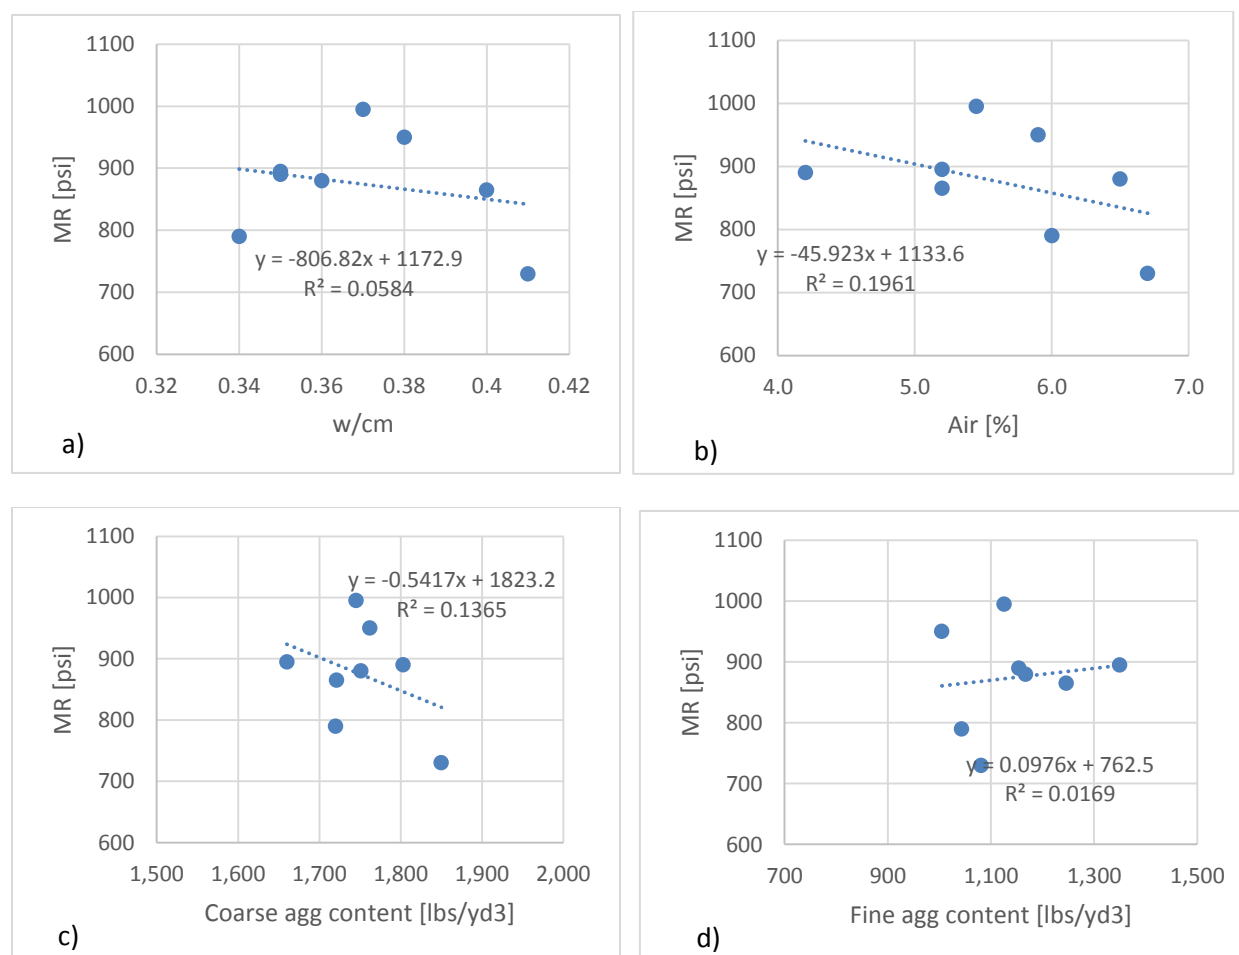 1100
1000
900
800
700
600
MR [psi]
y = -806.82x + 1172.9
R² = 0.0584
0.32 0.34 0.36 0.38 0.4 0.42
w/cm
a)
1100
1000
900
800
700
600
MR [psi]
y = -45.923x + 1133.6
R² = 0.1961
4.0 5.0 6.0 7.0
Air [%]
b)
1100
1000
900
800
700
600
MR [psi]
y = -0.5417x + 1823.2
R² = 0.1365
1,500 1,600 1,700 1,800 1,900 2,000
Coarse agg content [lbs/yd3]
c)
1100
1000
900
800
700
600
MR [psi]
y = 0.0976x + 762.5
R² = 0.0169
700 900 1,100 1,300 1,500
Fine agg content [lbs/yd3]
d)